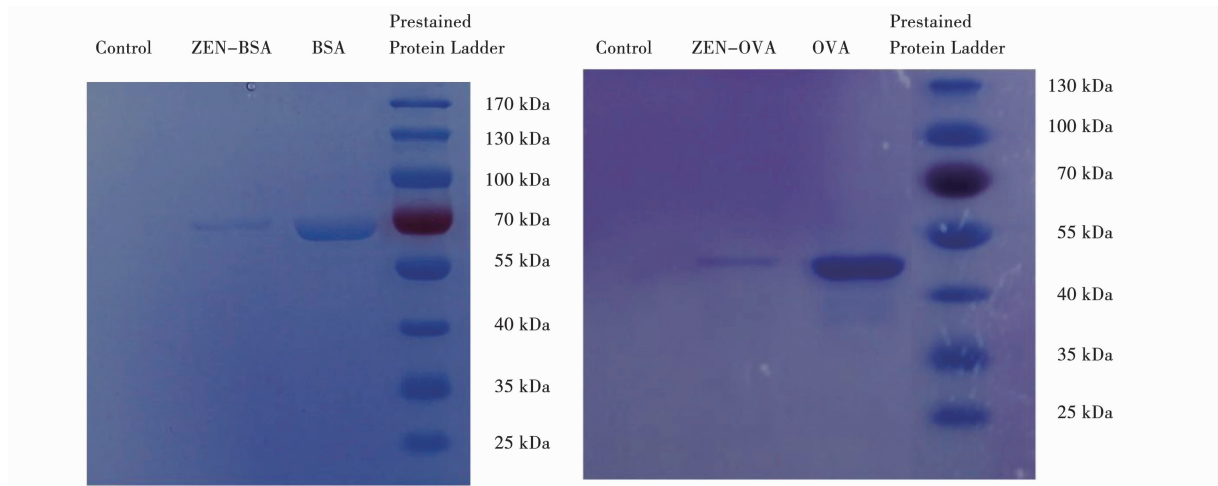 Prestained
Control ZEN-BSA BSA Protein Ladder
170 kDa
130 kDa
100 kDa
70 kDa
55 kDa
40 kDa
35 kDa
25 kDa
Prestained
Control ZEN-OVA OVA Protein Ladder
130 kDa
100 kDa
70 kDa
55 kDa
40 kDa
35 kDa
25 kDa